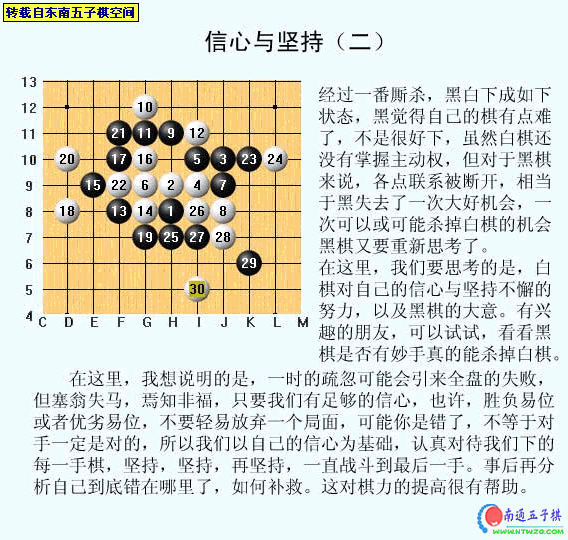 转载自东南五子棋空间
信心与坚持（二）
13
12
11
10
9
8
7
6
5
4
C D E F G H I J K L M
10
21 11 9 12
20 17 16 5 3 23 24
15 22 6 2 4 7
18 13 14 1 26 8
19 25 27 28
29
30
经过一番厮杀，黑白下成如下
状态，黑觉得自己的棋有点难
了，不是很好下，虽然白棋还
没有掌握主动权，但对于黑棋
来说，各点联系被断开，相当
于黑失去了一次大好机会，一
次可以或可能杀掉白棋的机会
黑棋又要重新思考了。
在这里，我们要思考的是，白
棋对自己的信心与坚持不懈的
努力，以及黑棋的大意。有兴
趣的朋友，可以试试，看看黑
棋是否有妙手真的能杀掉白棋。
在这里，我想说明的是，一时的疏忽可能会引来全盘的失败，
但塞翁失马，焉知非福，只要我们有足够的信心，也许，胜负易位
或者优劣易位，不要轻易放弃一个局面，可能你是错了，不等于对
手一定是对的，所以我们以自己的信心为基础，认真对待我们下的
每一手棋，坚持，坚持，再坚持，一直战斗到最后一手。事后再分
析自己到底错在哪里了，如何补救。这对棋力的提高很有帮助。
南通五子棋
WWW.NTWZQ.COM